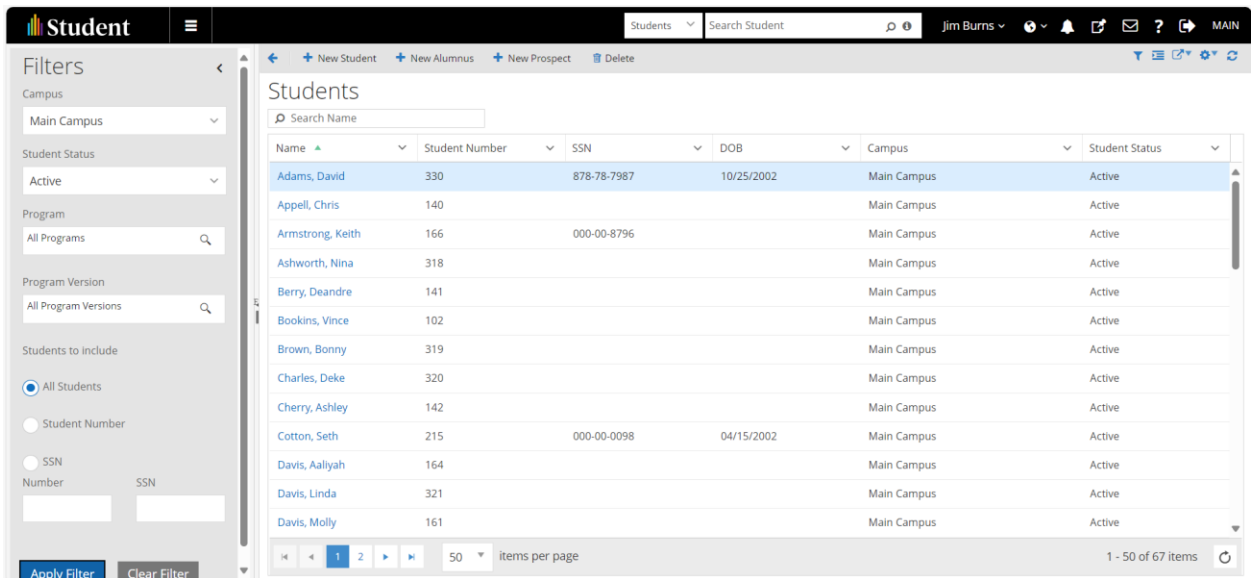 Student
Students
Search Student
Jim Burns
?
MAIN
Filters
Campus
Main Campus
Student Status
Active
Program
All Programs
Program Version
All Program Versions
Students to include
All Students
Student Number
SSN
Number SSN
Apply Filter Clear Filter
New Student New Alumnus New Prospect Delete
Students
Search Name
Name Student Number SSN DOB Campus Student Status
Adams, David 330 878-78-7987 10/25/2002 Main Campus Active
Appell, Chris 140 Main Campus Active
Armstrong, Keith 166 000-00-8796 Main Campus Active
Ashworth, Nina 318 Main Campus Active
Berry, Deandre 141 Main Campus Active
Bookins, Vince 102 Main Campus Active
Brown, Bonny 319 Main Campus Active
Charles, Deke 320 Main Campus Active
Cherry, Ashley 142 Main Campus Active
Cotton, Seth 215 000-00-0098 04/15/2002 Main Campus Active
Davis, Aaliyah 164 Main Campus Active
Davis, Linda 321 Main Campus Active
Davis, Molly 161 Main Campus Active
1 2 50 items per page 1 - 50 of 67 items